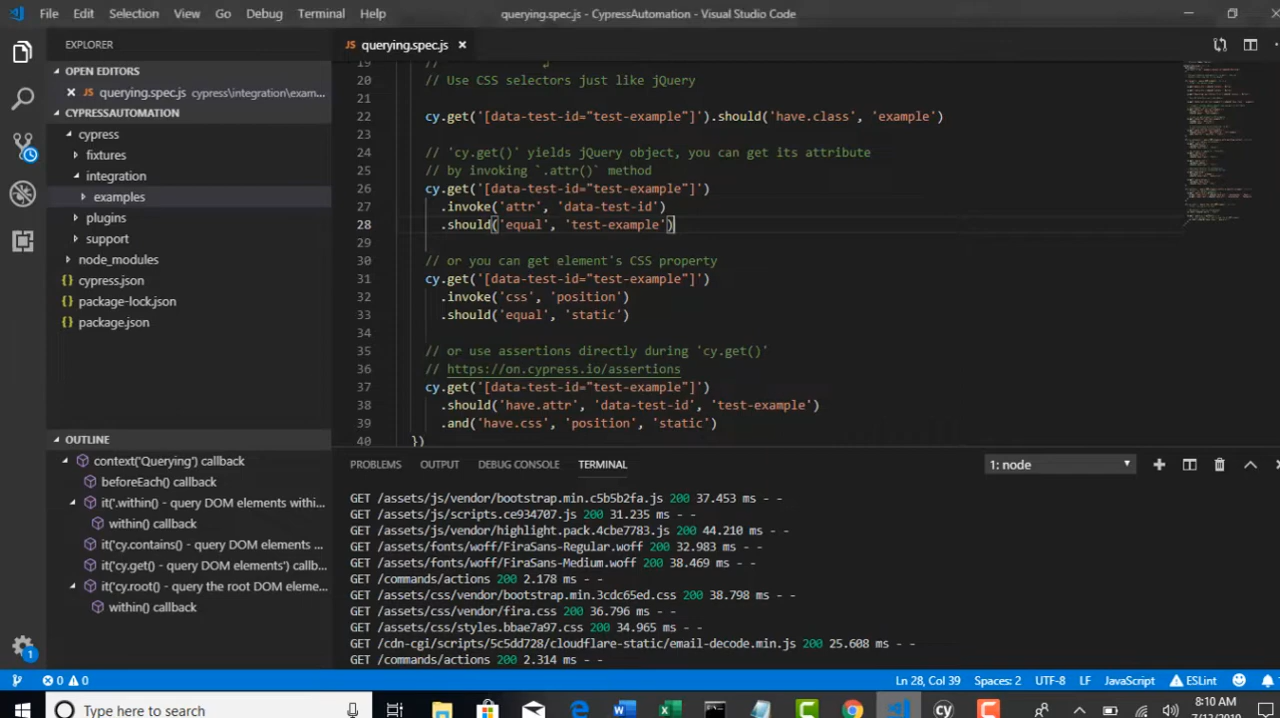 File Edit Selection View Go Debug Terminal Help querying.spec.js - CypressAutomation - Visual Studio Code
EXPLORER
OPEN EDITORS
querying.spec.js cypress\integration\exam...
CYPRESSAUTOMATION
cypress
fixtures
integration
examples
plugins
support
node_modules
cypress.json
package-lock.json
package.json
OUTLINE
context('Querying') callback
beforeEach() callback
it('.within() - query DOM elements withi...
within() callback
it('cy.contains() - query DOM elements ...
it('cy.get() - query DOM elements') callb...
it('cy.root() - query the root DOM eleme...
within() callback
JS querying.spec.js
19 //
20 // Use CSS selectors just like jQuery
21
22 cy.get('[data-test-id="test-example"]').should('have.class', 'example')
23
24 // 'cy.get()' yields jQuery object, you can get its attribute
25 // by invoking `.attr()` method
26 cy.get('[data-test-id="test-example"]')
27 .invoke('attr', 'data-test-id')
28 .should('equal', 'test-example')
29
30 // or you can get element's CSS property
31 cy.get('[data-test-id="test-example"]')
32 .invoke('css', 'position')
33 .should('equal', 'static')
34
35 // or use assertions directly during 'cy.get()'
36 // https://on.cypress.io/assertions
37 cy.get('[data-test-id="test-example"]')
38 .should('have.attr', 'data-test-id', 'test-example')
39 .and('have.css', 'position', 'static')
40 })
PROBLEMS OUTPUT DEBUG CONSOLE TERMINAL 1: node
GET /assets/js/vendor/bootstrap.min.c5b5b2fa.js 200 37.453 ms - -
GET /assets/js/scripts.ce934707.js 200 31.235 ms - -
GET /assets/js/vendor/highlight.pack.4cbe7783.js 200 44.210 ms - -
GET /assets/fonts/woff/FiraSans-Regular.woff 200 32.983 ms - -
GET /assets/fonts/woff/FiraSans-Medium.woff 200 38.469 ms - -
GET /commands/actions 200 2.178 ms - -
GET /assets/css/vendor/bootstrap.min.3cdc65ed.css 200 38.798 ms - -
GET /assets/css/vendor/fira.css 200 36.796 ms - -
GET /assets/css/styles.bbae7a97.css 200 34.965 ms - -
GET /cdn-cgi/scripts/5c5dd728/cloudflare-static/email-decode.min.js 200 25.608 ms - -
GET /commands/actions 200 2.314 ms - -
0 0 Ln 28, Col 39 Spaces: 2 UTF-8 LF JavaScript ESLint
Type here to search 8:10 AM